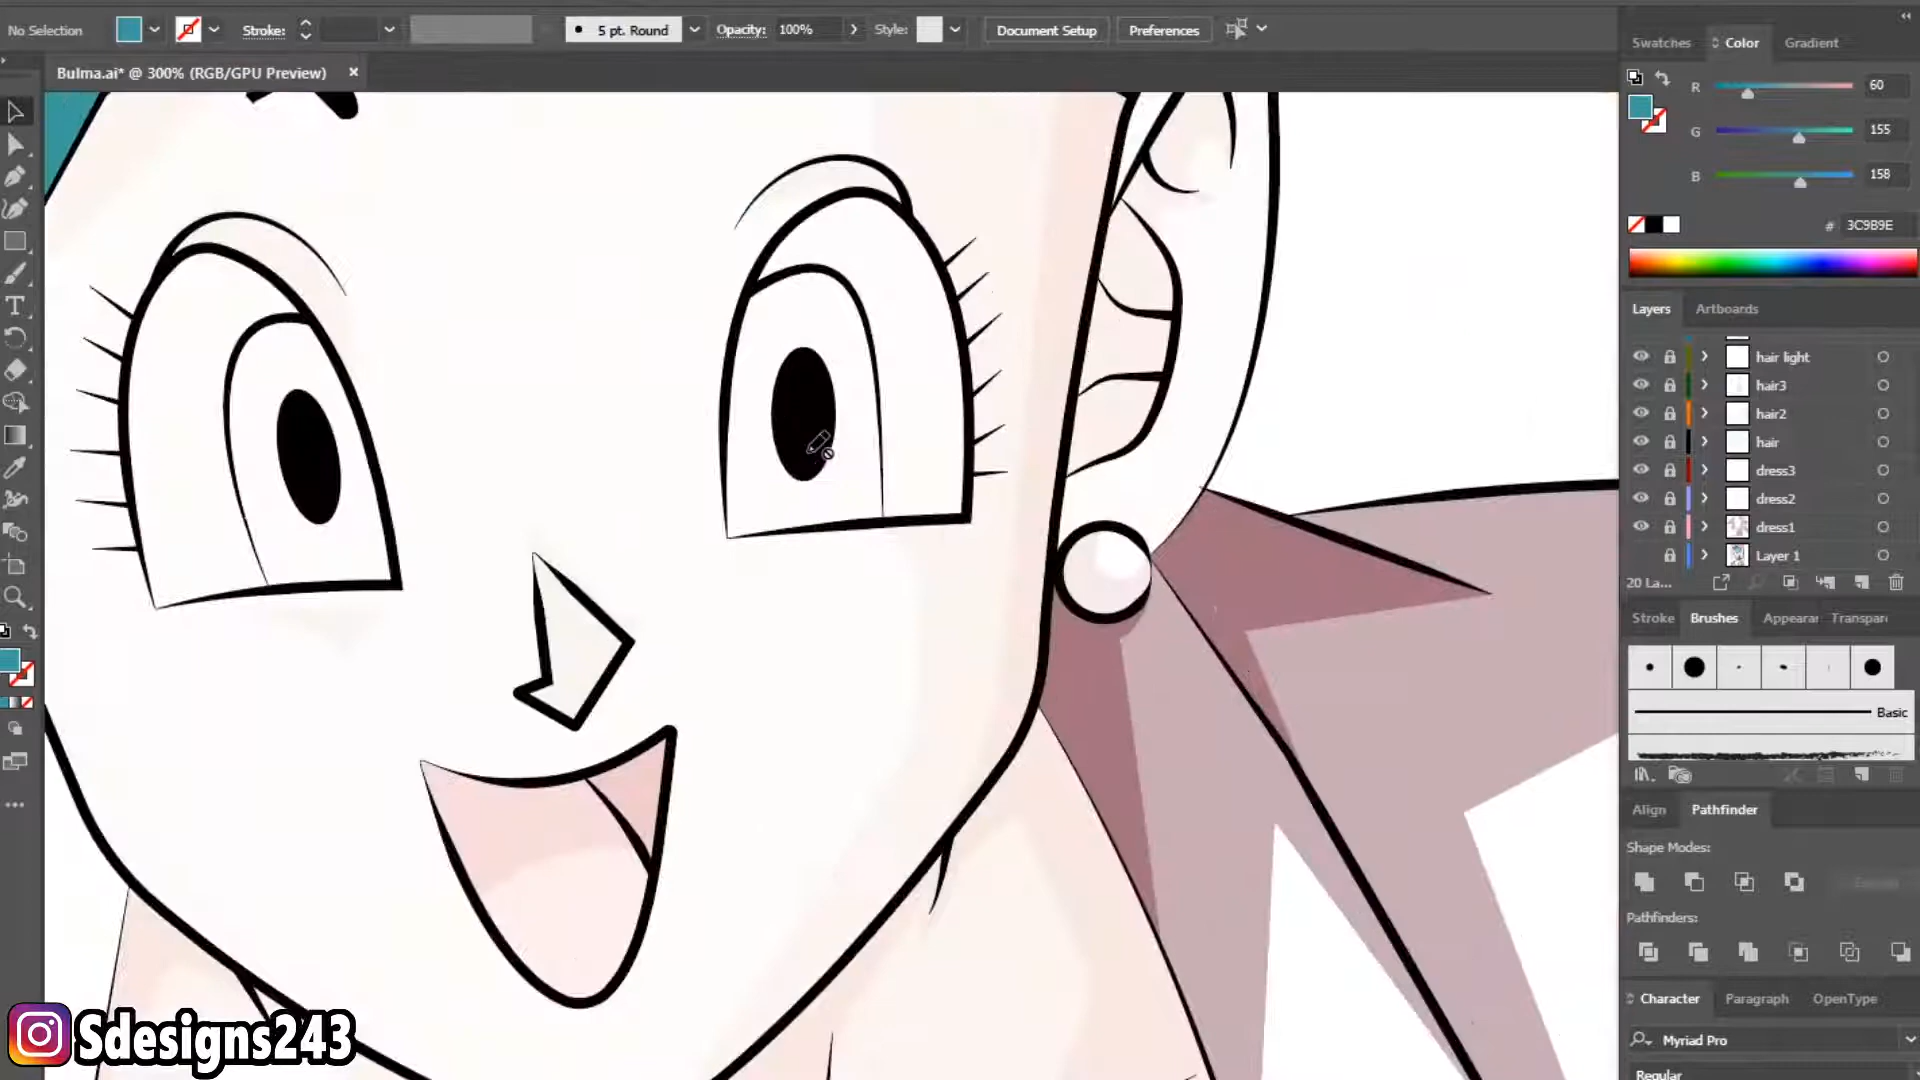 No Selection
Stroke:
5 pt. Round
Opacity: 100%
Style:
Document Setup
Preferences
Bulma.ai* @ 300% (RGB/GPU Preview) ×
Swatches Color Gradient
R 60
G 155
B 158
# 3C9B9E
Layers Artboards
hair light
hair3
hair2
hair
dress3
dress2
dress1
Layer 1
20 La...
Stroke Brushes Appearar Transpare
Basic
Align Pathfinder
Shape Modes:
Pathfinders:
Character Paragraph OpenType
Myriad Pro
Regular
Sdesigns243